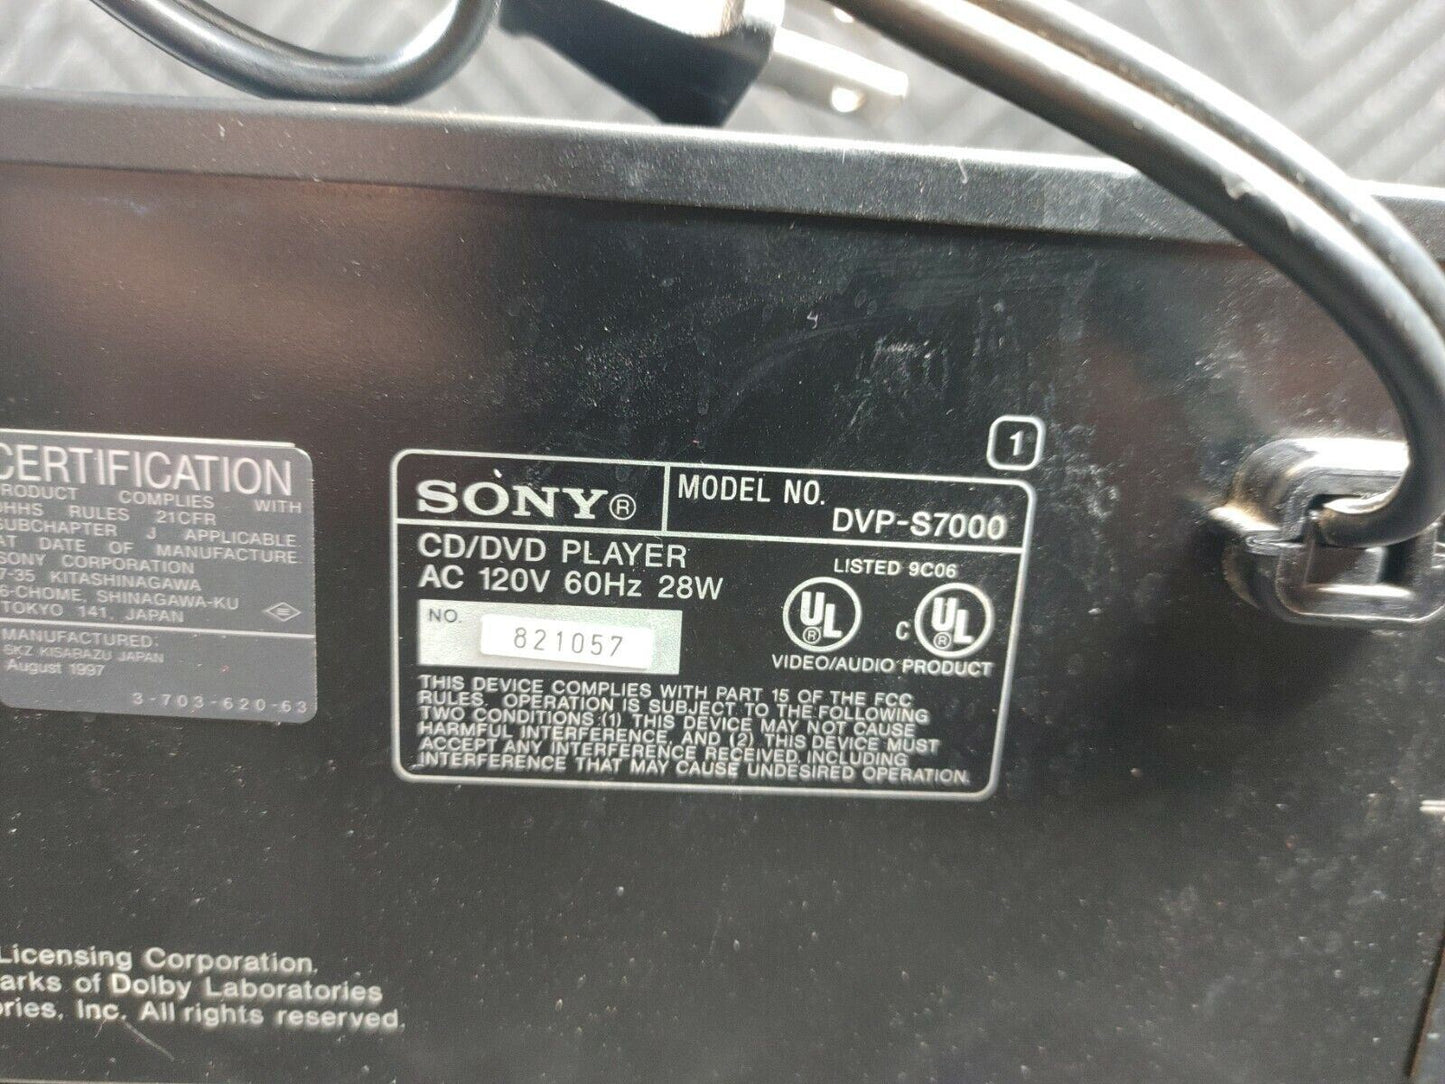 CERTIFICATION
PRODUCT COMPLIES WITH
DHHS RULES 21CFR
SUBCHAPTER J APPLICABLE
AT DATE OF MANUFACTURE
SONY CORPORATION
7-35 KITASHINAGAWA
6-CHOME, SHINAGAWA-KU
TOKYO 141, JAPAN
MANUFACTURED:
6KZ KISABAZU JAPAN
August 1997
3-703-620-63
1
SONY®
MODEL NO.
DVP-S7000
CD/DVD PLAYER
AC 120V 60Hz 28W
NO.
821057
LISTED 9C06
UL®
C UL®
VIDEO/AUDIO PRODUCT
THIS DEVICE COMPLIES WITH PART 15 OF THE FCC
RULES. OPERATION IS SUBJECT TO THE FOLLOWING
TWO CONDITIONS:(1) THIS DEVICE MAY NOT CAUSE
HARMFUL INTERFERENCE, AND (2) THIS DEVICE MUST
ACCEPT ANY INTERFERENCE RECEIVED, INCLUDING
INTERFERENCE THAT MAY CAUSE UNDESIRED OPERATION.
Licensing Corporation.
arks of Dolby Laboratories
ories, Inc. All rights reserved.